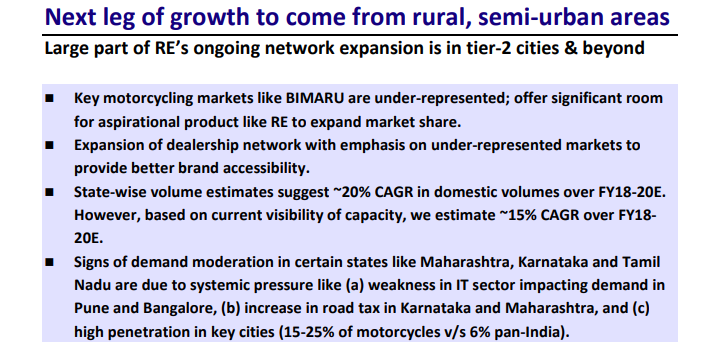 Next leg of growth to come from rural, semi-urban areas
Large part of RE's ongoing network expansion is in tier-2 cities & beyond
■ Key motorcycling markets like BIMARU are under-represented; offer significant room
for aspirational product like RE to expand market share.
■ Expansion of dealership network with emphasis on under-represented markets to
provide better brand accessibility.
■ State-wise volume estimates suggest ~20% CAGR in domestic volumes over FY18-20E.
However, based on current visibility of capacity, we estimate ~15% CAGR over FY18-
20E.
■ Signs of demand moderation in certain states like Maharashtra, Karnataka and Tamil
Nadu are due to systemic pressure like (a) weakness in IT sector impacting demand in
Pune and Bangalore, (b) increase in road tax in Karnataka and Maharashtra, and (c)
high penetration in key cities (15-25% of motorcycles v/s 6% pan-India).